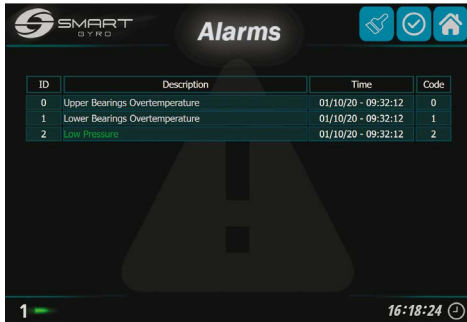 SMART
GYRO
Alarms
ID Description Time Code
0 Upper Bearings Overtemperature 01/10/20 - 09:32:12 0
1 Lower Bearings Overtemperature 01/10/20 - 09:32:12 1
2 Low Pressure 01/10/20 - 09:32:12 2
1 16:18:24